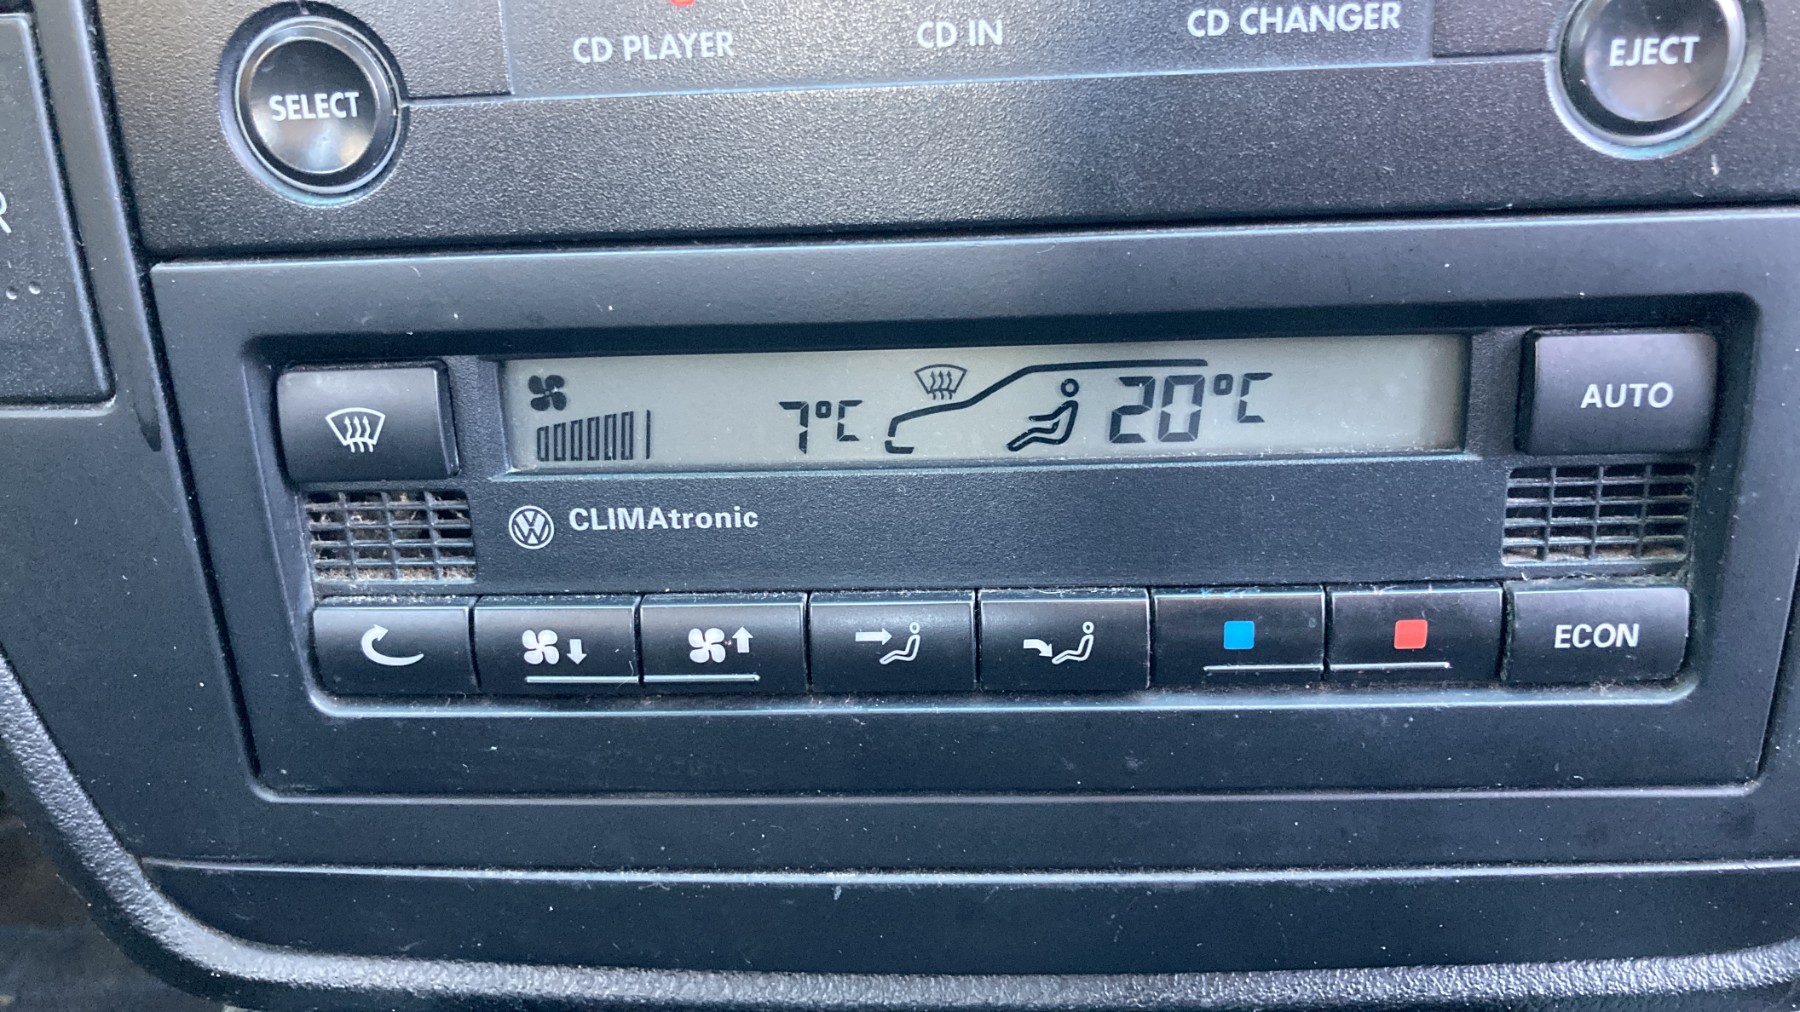 SELECT
CD PLAYER
CD IN
CD CHANGER
EJECT
7°C
20°C
AUTO
CLIMAtronic
ECON